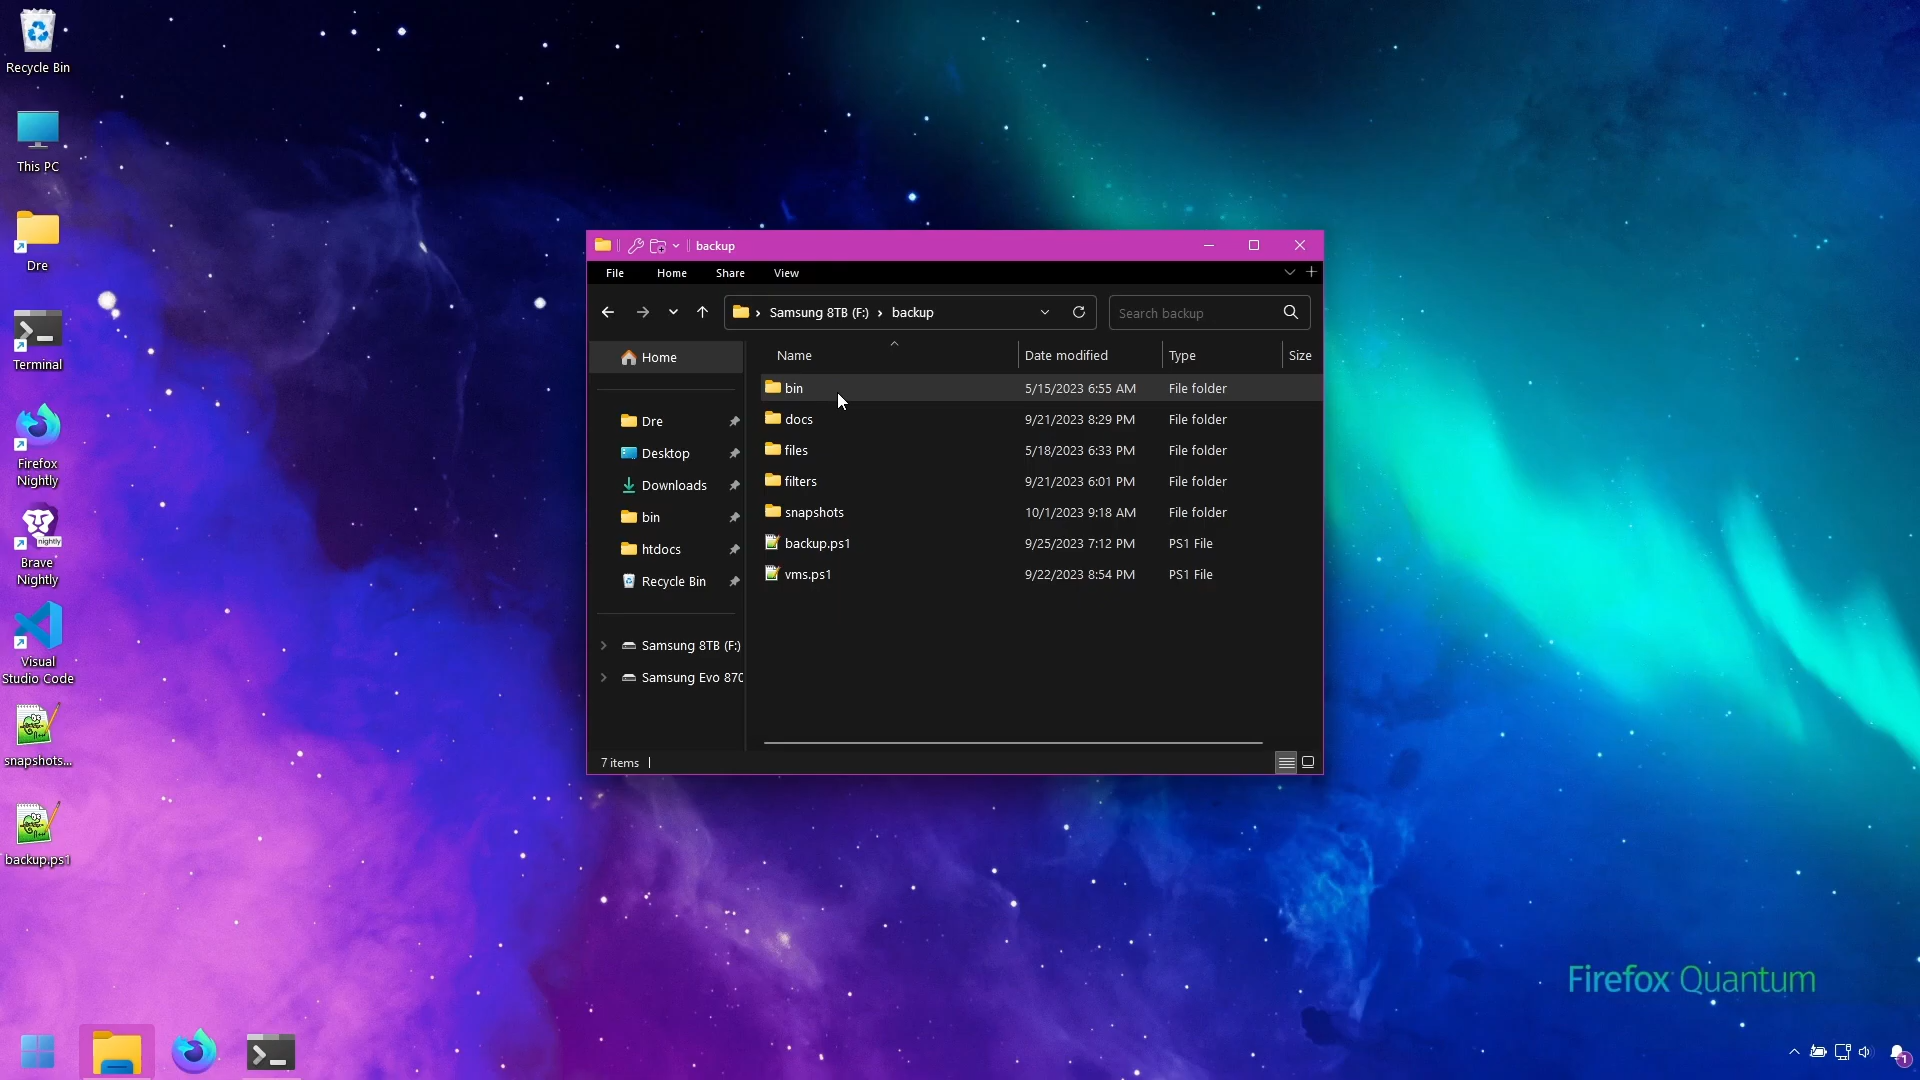 Recycle Bin
This PC
Dre
Terminal
Firefox
Nightly
nightly
Brave
Nightly
Visual
Studio Code
snapshots...
backup.ps1
backup
File Home Share View
Samsung 8TB (F:) backup
Search backup
Home
Dre
Desktop
Downloads
bin
htdocs
Recycle Bin
Samsung 8TB (F:)
Samsung Evo 870
Name Date modified Type Size
bin 5/15/2023 6:55 AM File folder
docs 9/21/2023 8:29 PM File folder
files 5/18/2023 6:33 PM File folder
filters 9/21/2023 6:01 PM File folder
snapshots 10/1/2023 9:18 AM File folder
backup.ps1 9/25/2023 7:12 PM PS1 File
vms.ps1 9/22/2023 8:54 PM PS1 File
7 items
Firefox Quantum
1